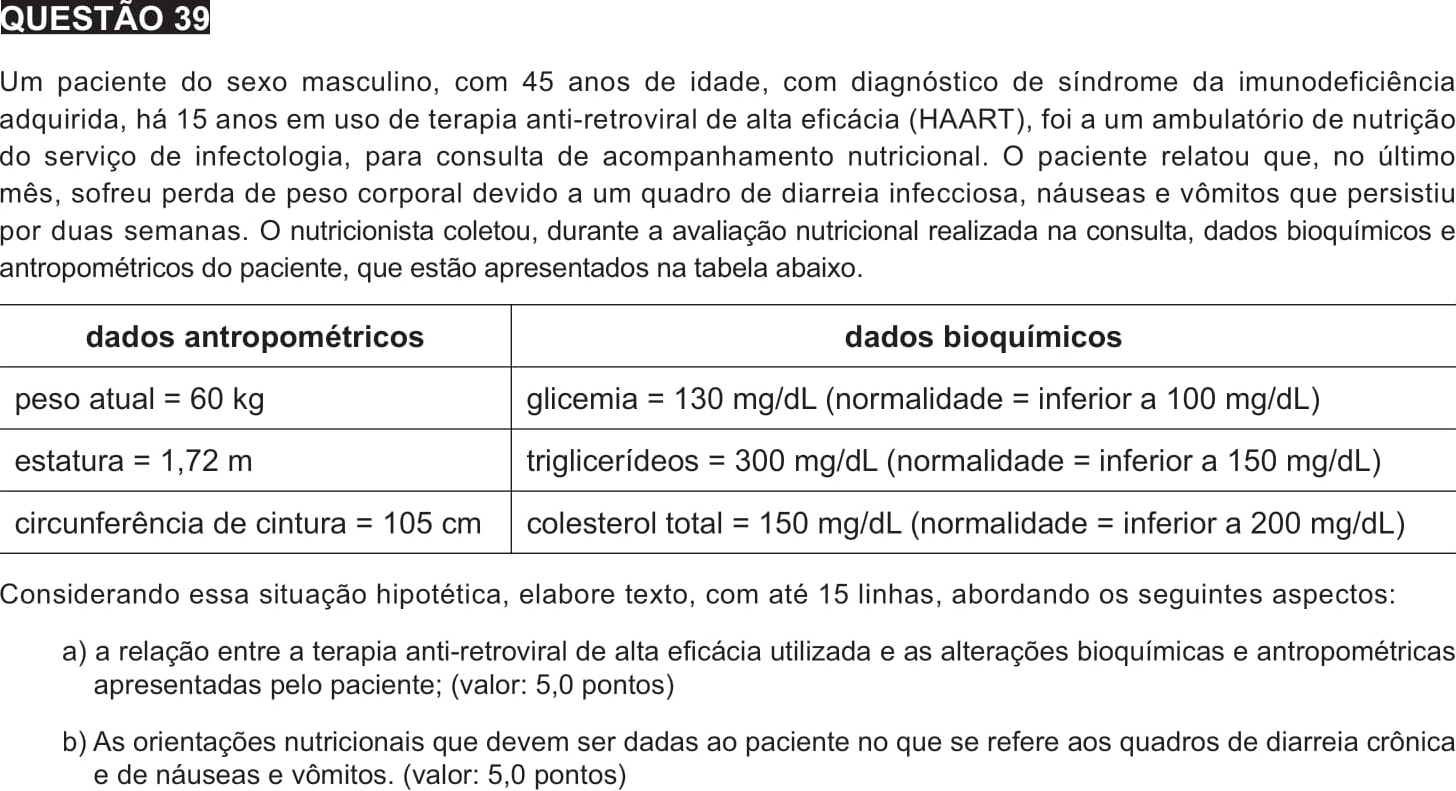 QUESTÃO 39
Um paciente do sexo masculino, com 45 anos de idade, com diagnóstico de síndrome da imunodeficiência
adquirida, há 15 anos em uso de terapia anti-retroviral de alta eficácia (HAART), foi a um ambulatório de nutrição
do serviço de infectologia, para consulta de acompanhamento nutricional. O paciente relatou que, no último
mês, sofreu perda de peso corporal devido a um quadro de diarreia infecciosa, náuseas e vômitos que persistiu
por duas semanas. O nutricionista coletou, durante a avaliação nutricional realizada na consulta, dados bioquímicos e
antropométricos do paciente, que estão apresentados na tabela abaixo.
dados antropométricos dados bioquímicos
peso atual = 60 kg glicemia = 130 mg/dL (normalidade = inferior a 100 mg/dL)
estatura = 1,72 m triglicerídeos = 300 mg/dL (normalidade = inferior a 150 mg/dL)
circunferência de cintura = 105 cm colesterol total = 150 mg/dL (normalidade = inferior a 200 mg/dL)
Considerando essa situação hipotética, elabore texto, com até 15 linhas, abordando os seguintes aspectos:
a) a relação entre a terapia anti-retroviral de alta eficácia utilizada e as alterações bioquímicas e antropométricas
apresentadas pelo paciente; (valor: 5,0 pontos)
b) As orientações nutricionais que devem ser dadas ao paciente no que se refere aos quadros de diarreia crônica
e de náuseas e vômitos. (valor: 5,0 pontos)